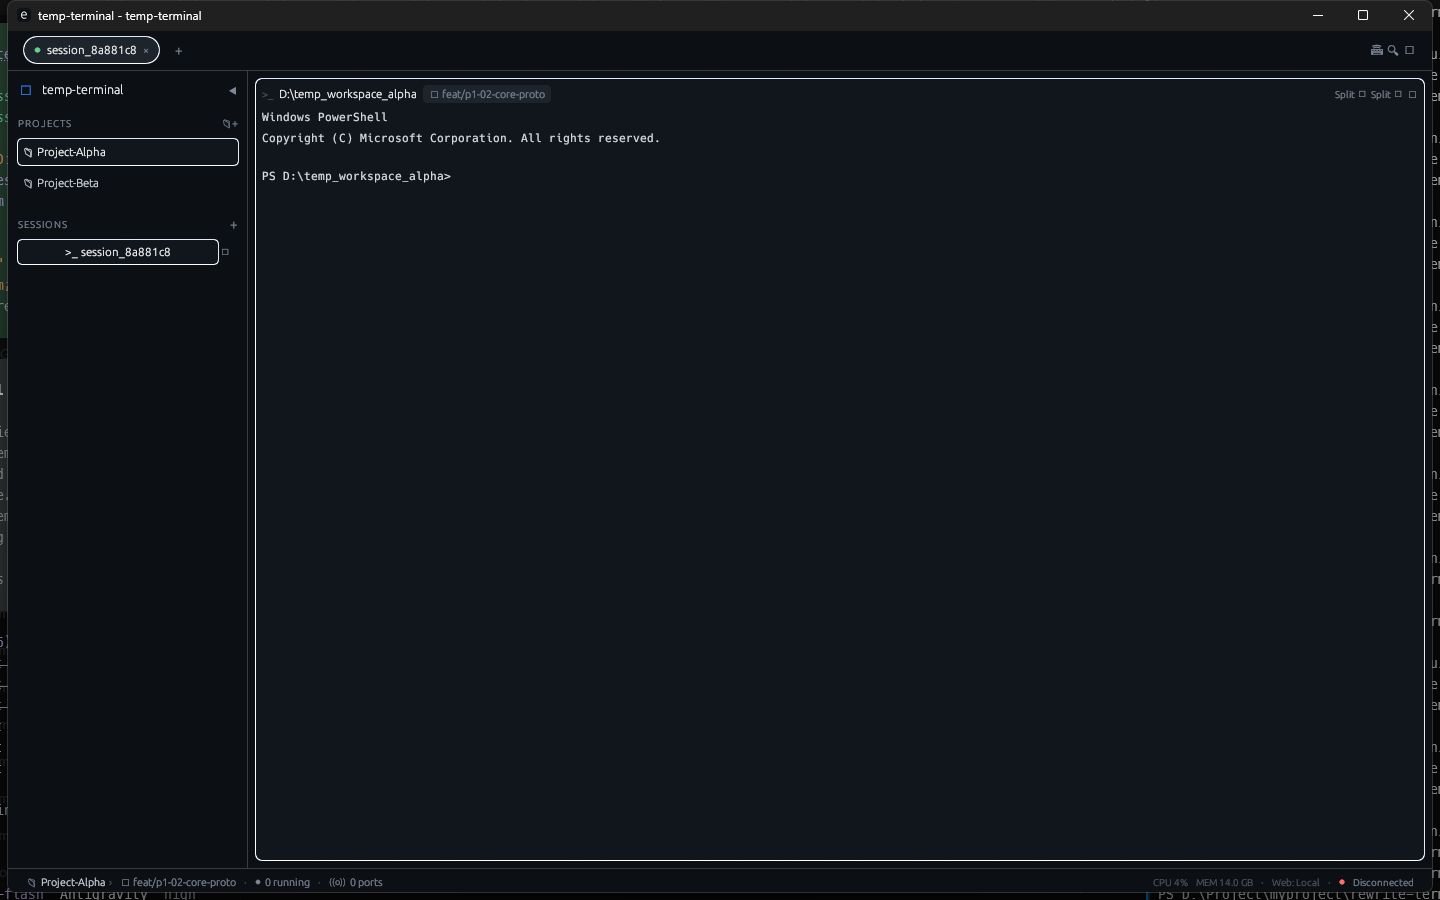 temp-terminal - temp-terminal
session_8a881c8 × +
temp-terminal
PROJECTS +
Project-Alpha
Project-Beta
SESSIONS +
>_ session_8a881c8
>_ D:\temp_workspace_alpha feat/p1-02-core-proto Split Split
Windows PowerShell
Copyright (C) Microsoft Corporation. All rights reserved.
PS D:\temp_workspace_alpha>
Project-Alpha › feat/p1-02-core-proto · 0 running · ((o)) 0 ports CPU 4% MEM 14.0 GB · Web: Local · Disconnected